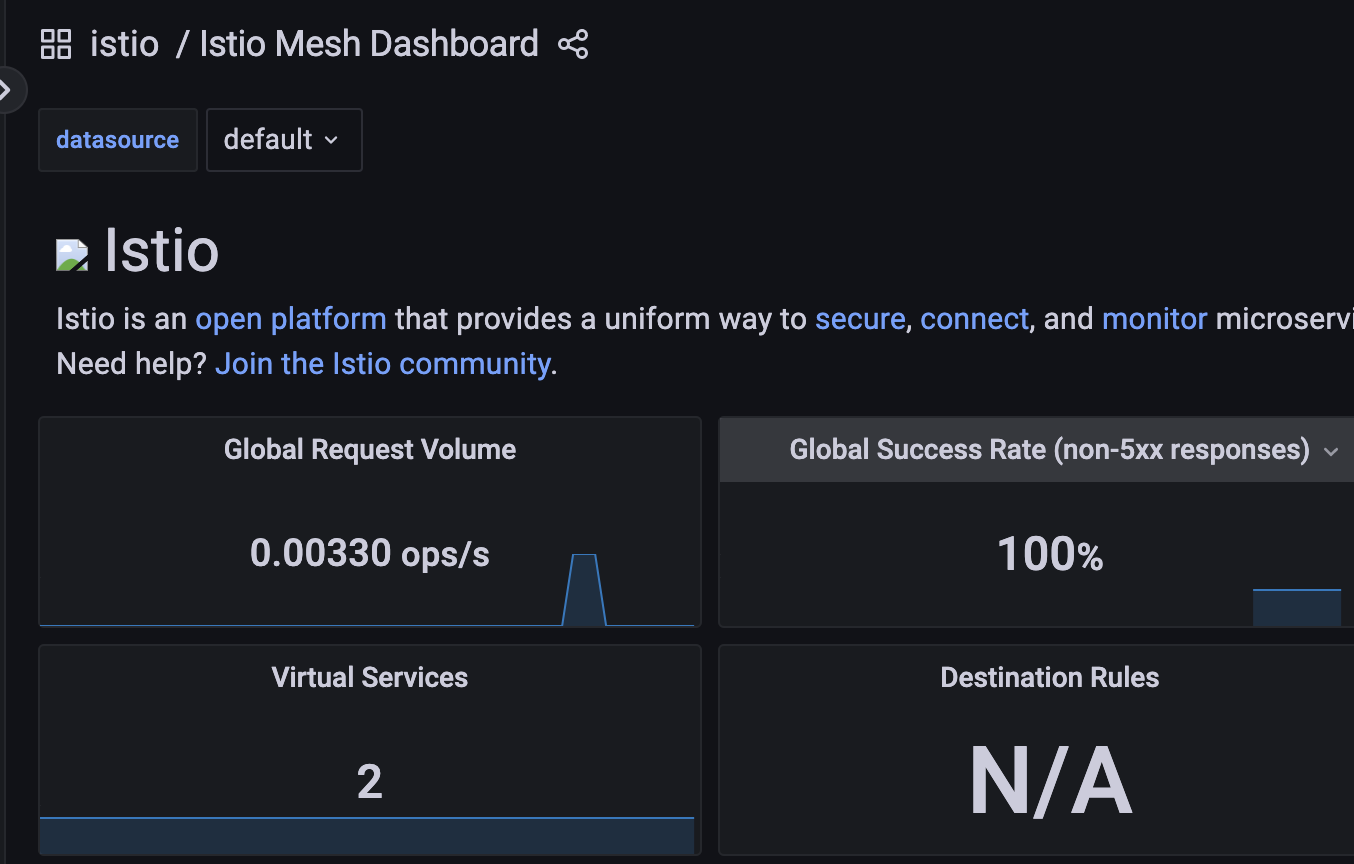 istio / Istio Mesh Dashboard
datasource default
Istio
Istio is an open platform that provides a uniform way to secure, connect, and monitor microservi
Need help? Join the Istio community.
Global Request Volume
0.00330 ops/s
Global Success Rate (non-5xx responses)
100%
Virtual Services
2
Destination Rules
N/A